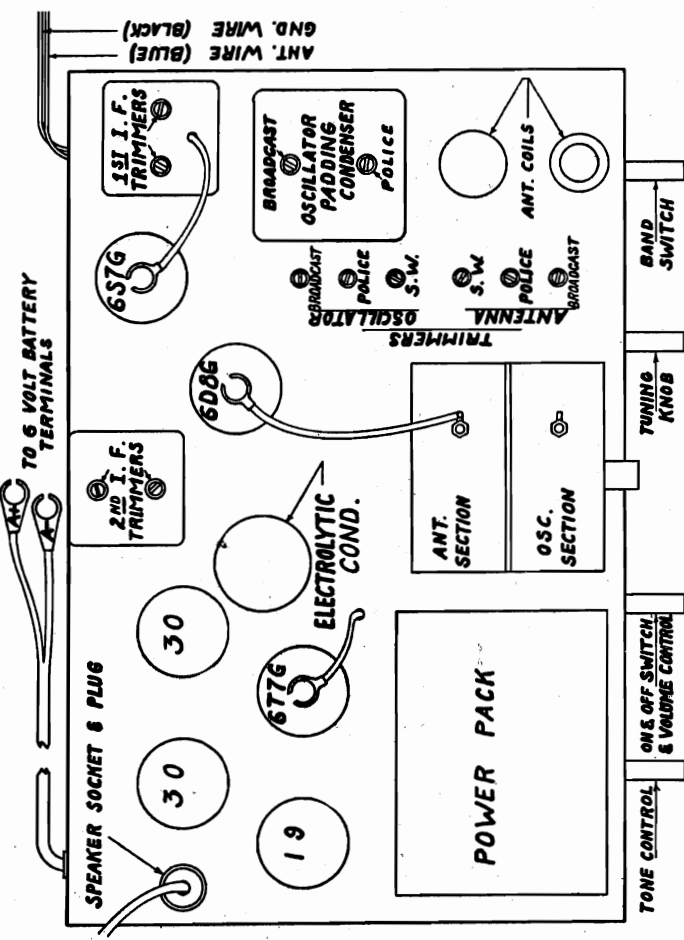 GND. WIRE (BLACK)
ANT. WIRE (BLUE)
1ST I.F.
TRIMMERS
BROADCAST
OSCILLATOR
PADDING
CONDENSER
POLICE
ANT. COILS
6S7G
BROADCAST
POLICE
S.W.
OSCILLATOR
S.W.
POLICE
BROADCAST
ANTENNA
TRIMMERS
BAND
SWITCH
TO 6 VOLT BATTERY
TERMINALS
A+
A-
6D8G
2ND I.F.
TRIMMERS
TUNING
KNOB
ANT.
SECTION
OSC.
SECTION
ELECTROLYTIC
COND.
30
6T7G
30
19
SPEAKER SOCKET & PLUG
POWER PACK
ON & OFF SWITCH
& VOLUME CONTROL
TONE CONTROL